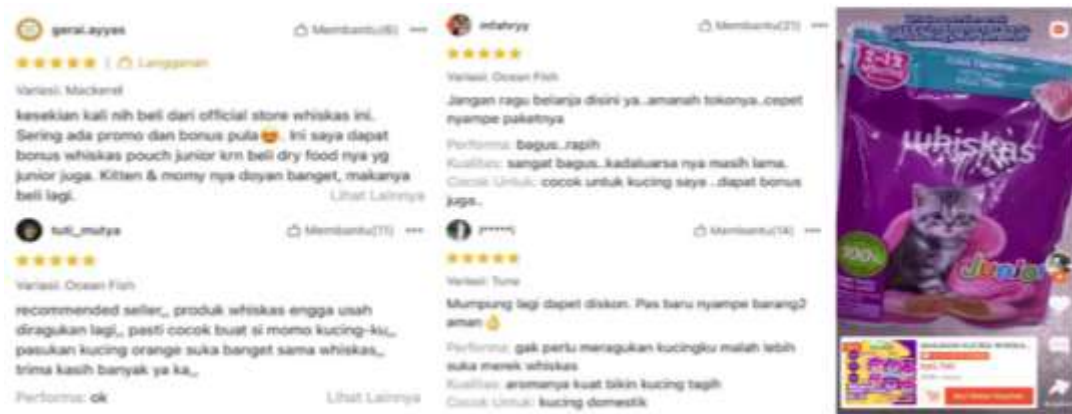 gerai.ayyas
Membantu(6)
Langganan
Variasi: Mackerel
kesekian kali nih beli dari official store whiskas ini.
Sering ada promo dan bonus pula😍. Ini saya dapat
bonus whiskas pouch junior krn beli dry food nya yg
junior juga. Kitten & momy nya doyan banget, makanya
beli lagi.
Lihat Lainnya
infahryy
Membantu(21)
Variasi: Ocean Fish
Jangan ragu belanja disini ya..amanah tokonya..cepet
nyampe paketnya
Performa: bagus..rapih
Kualitas: sangat bagus..kadaluarsa nya masih lama.
Cocok Untuk: cocok untuk kucing saya ..dapat bonus
juga..
tuti_mutya
Membantu(11)
Variasi: Ocean Fish
recommended seller,, produk whiskas engga usah
diragukan lagi,, pasti cocok buat si momo kucing-ku,,
pasukan kucing orange suka banget sama whiskas,,
trima kasih banyak ya ka,,
Performa: ok
Lihat Lainnya
r*****i
Membantu(14)
Variasi: Tuna
Mumpung lagi dapet diskon. Pas baru nyampe barang2
aman👌
Performa: gak perlu meragukan kucingku malah lebih
suka merek whiskas
Kualitas: aromanya kuat bikin kucing tagih
Cocok Untuk: kucing domestik
2-12
whiskas
100%
Junior